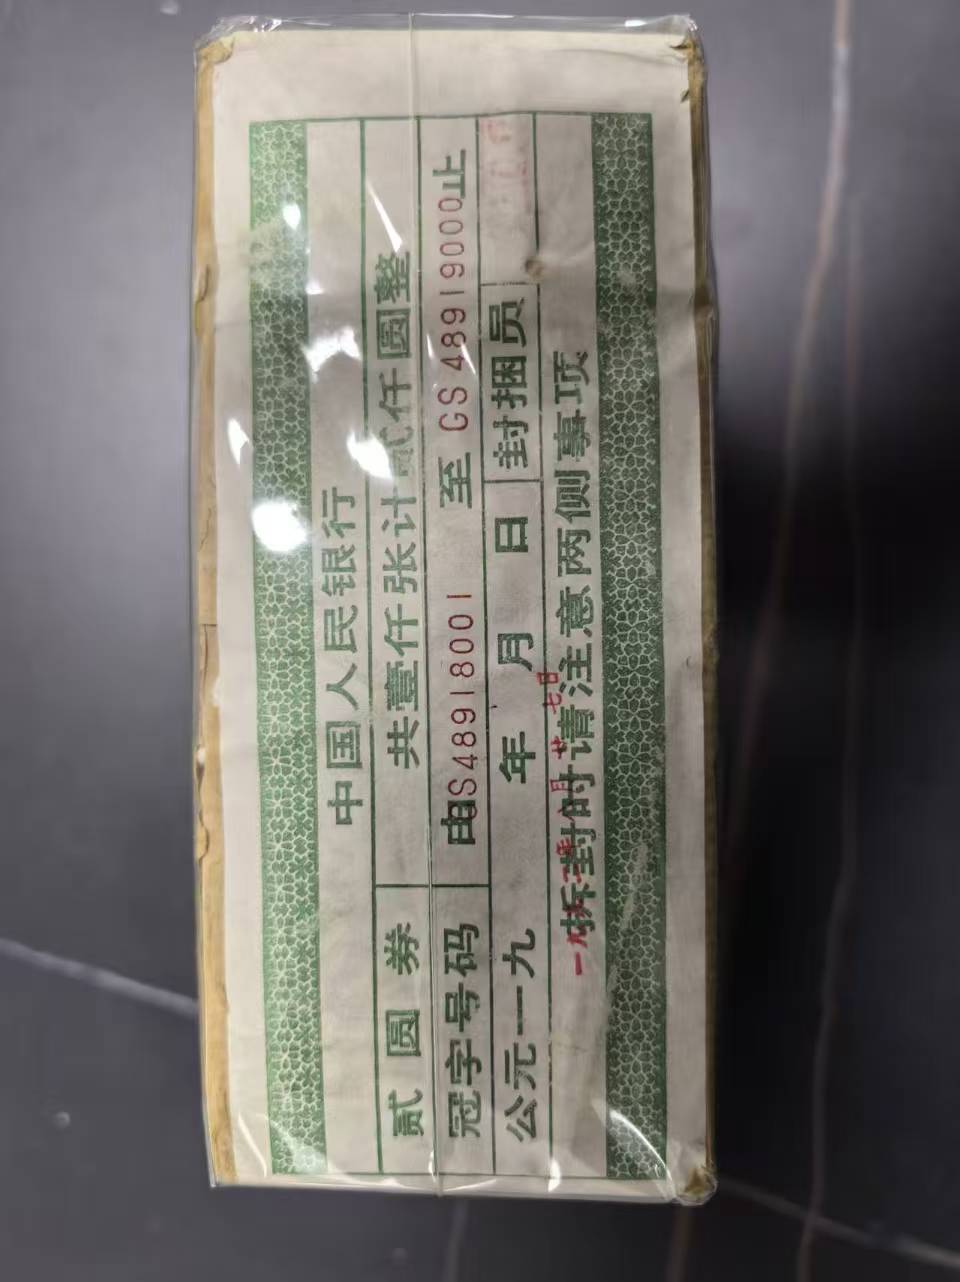 中国人民银行
贰圆券 共壹仟张计贰仟圆整
冠字号码 由GS48918001 至 GS48919000止
公元一九 年 月 日 封捆员
拆封时请注意两侧事项